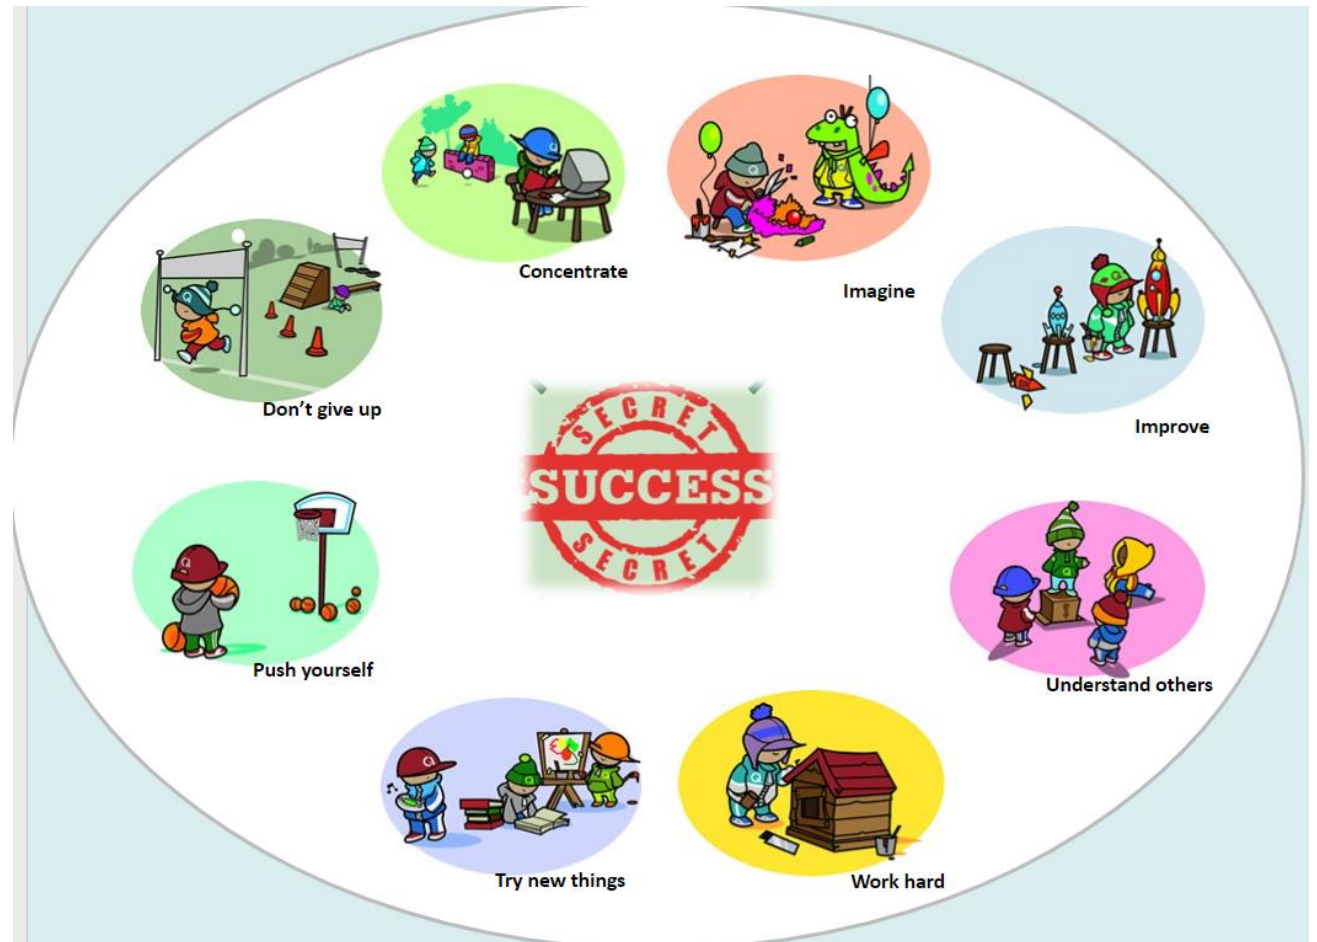 Concentrate
Imagine
Don't give up
Improve
SECRET
SUCCESS
SECRET
Push yourself
Understand others
Try new things
Work hard